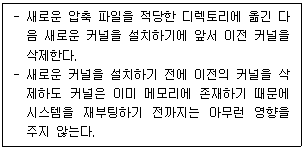 - 새로운 압축 파일을 적당한 디렉토리에 옮긴 다
음 새로운 커널을 설치하기에 앞서 이전 커널을
삭제한다.
- 새로운 커널을 설치하기 전에 이전의 커널을 삭
제하도 커널은 이미 메모리에 존재하기 때문에
시스템을 재부팅하기 전까지는 아무런 영향을
주지 않는다.